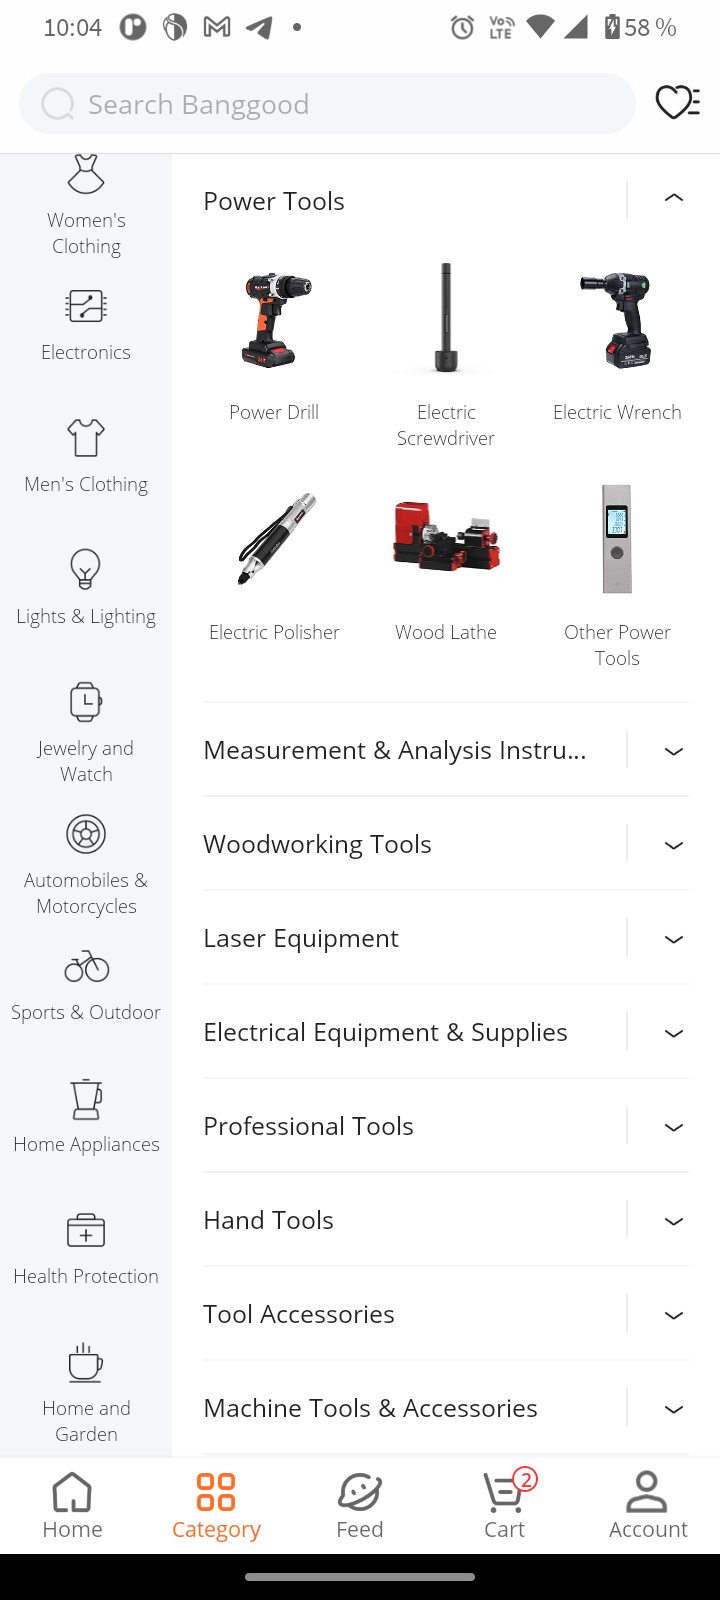 10:04
Vo
LTE
58 %
Search Banggood
Women's
Clothing
Electronics
Men's Clothing
Lights & Lighting
Jewelry and
Watch
Automobiles &
Motorcycles
Sports & Outdoor
Home Appliances
Health Protection
Home and
Garden
Power Tools
Power Drill
Electric
Screwdriver
Electric Wrench
Electric Polisher
Wood Lathe
Other Power
Tools
Measurement & Analysis Instru...
Woodworking Tools
Laser Equipment
Electrical Equipment & Supplies
Professional Tools
Hand Tools
Tool Accessories
Machine Tools & Accessories
Home
Category
Feed
2
Cart
Account